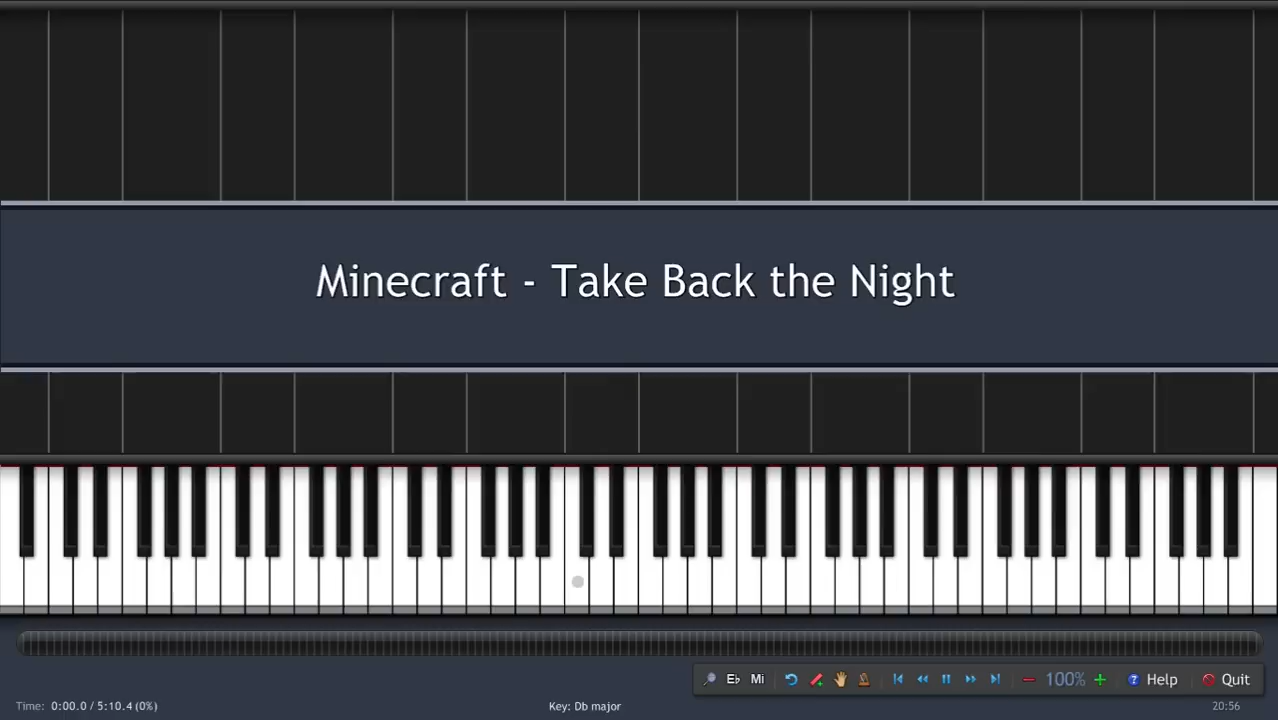 Minecraft - Take Back the Night
E♭ Mi 100% Help Quit
Time: 0:00.0 / 5:10.4 (0%) Key: Db major 20:56